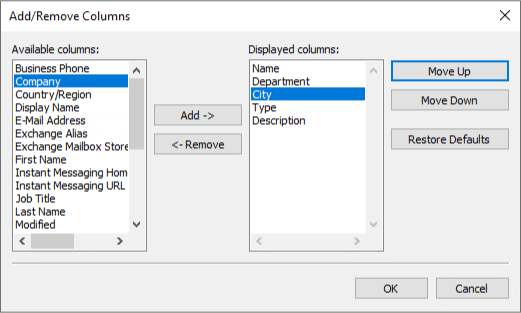 Add/Remove Columns
Available columns:
Business Phone
Company
Country/Region
Display Name
E-Mail Address
Exchange Alias
Exchange Mailbox Store
First Name
Instant Messaging Hom
Instant Messaging URL
Job Title
Last Name
Modified
Add ->
<- Remove
Displayed columns:
Name
Department
City
Type
Description
Move Up
Move Down
Restore Defaults
OK
Cancel